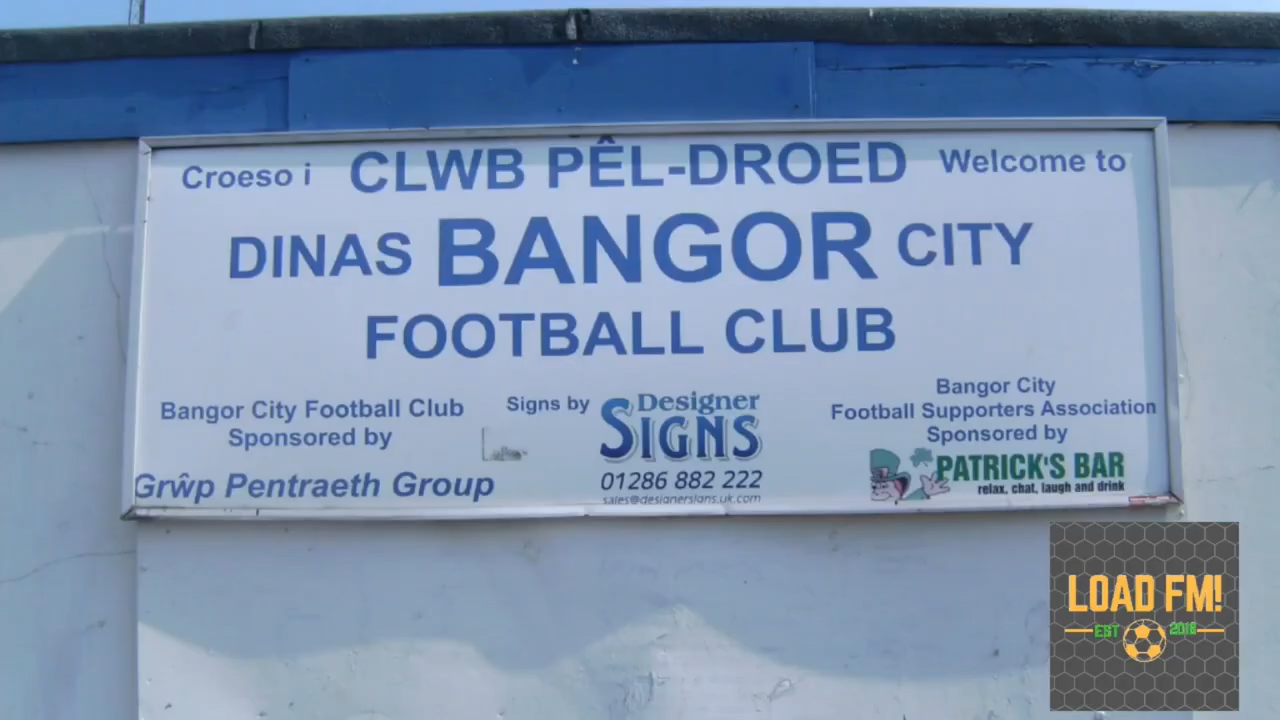 Croeso i CLWB PÊL-DROED Welcome to
DINAS BANGOR CITY
FOOTBALL CLUB
Bangor City Football Club
Sponsored by
Grŵp Pentraeth Group
Signs by Designer
SIGNS
01286 882 222
sales@designersigns.uk.com
Bangor City
Football Supporters Association
Sponsored by
PATRICK'S BAR
relax, chat, laugh and drink
LOAD FM!
EST 2016